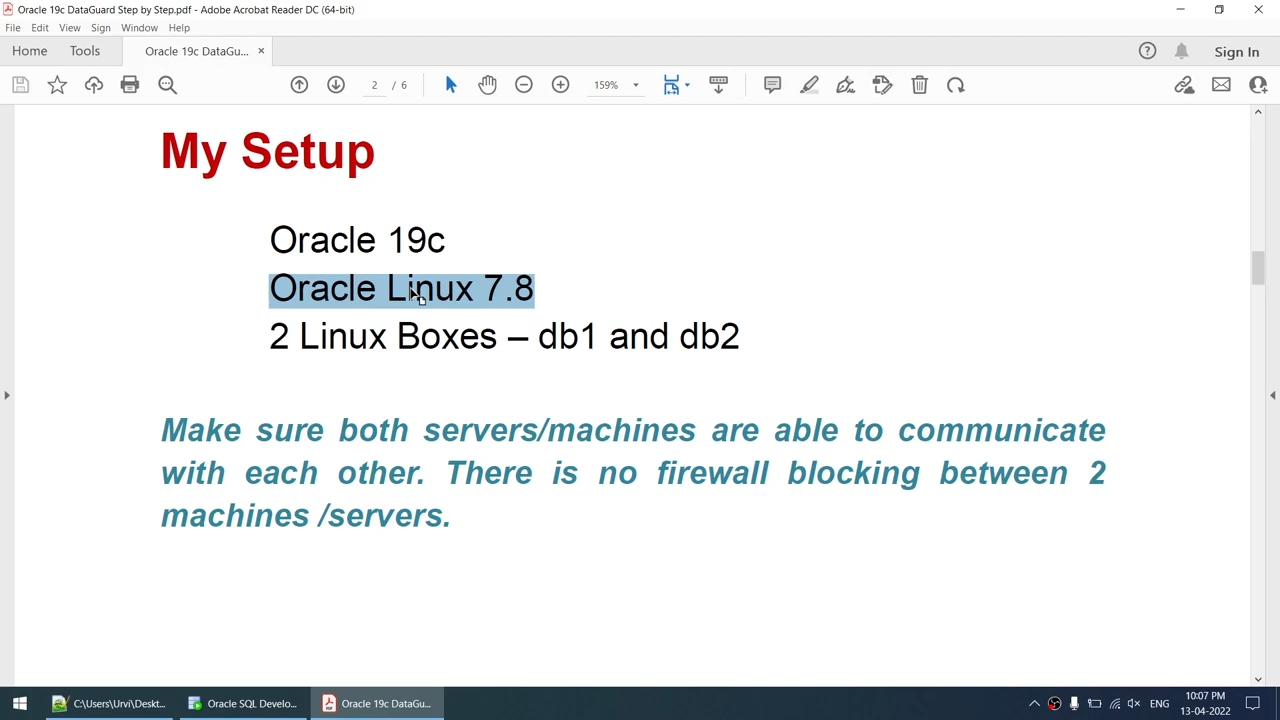 Oracle 19c DataGuard Step by Step.pdf - Adobe Acrobat Reader DC (64-bit)
File Edit View Sign Window Help
Home Tools Oracle 19c DataGu... × Sign In
2 / 6 159%
My Setup
Oracle 19c
Oracle Linux 7.8
2 Linux Boxes – db1 and db2
Make sure both servers/machines are able to communicate
with each other. There is no firewall blocking between 2
machines /servers.
C:\Users\Urvi\Deskt... Oracle SQL Develo... Oracle 19c DataGu... ENG 10:07 PM
13-04-2022